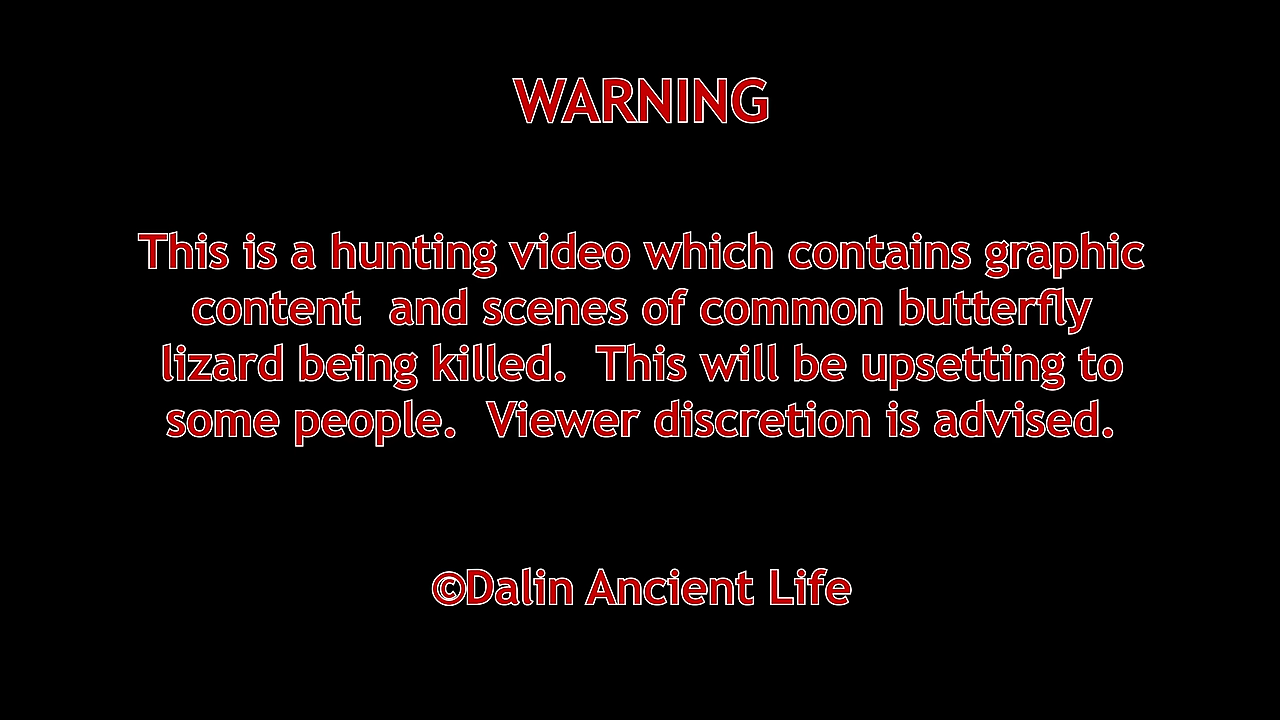 WARNING
This is a hunting video which contains graphic
content  and scenes of common butterfly
lizard being killed.  This will be upsetting to
some people.  Viewer discretion is advised.
©Dalin Ancient Life